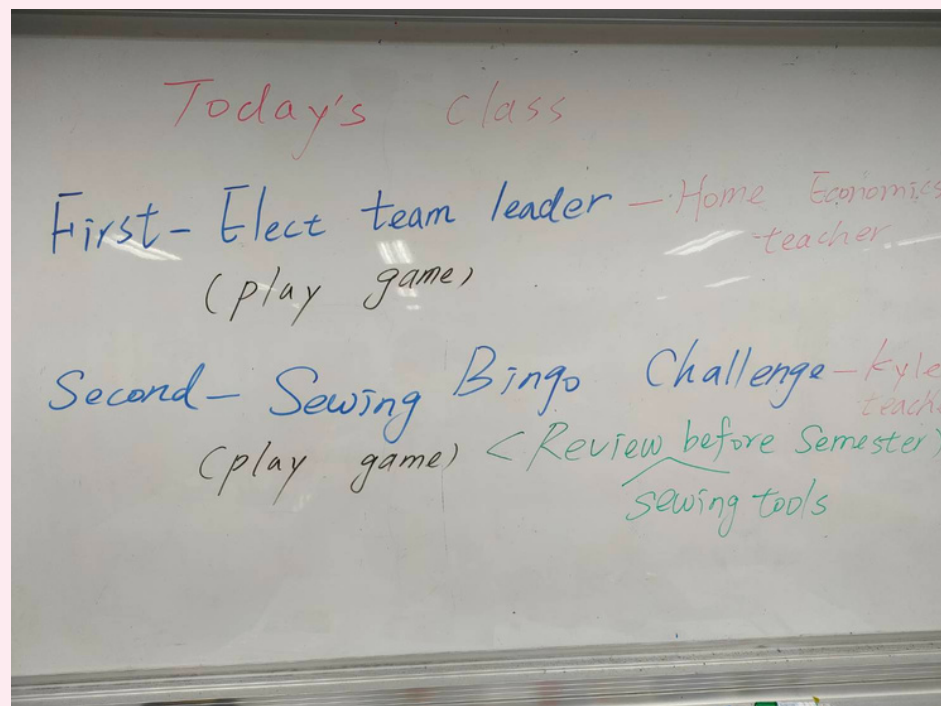 Today's class
First - Elect team leader - Home Economics
teacher
(play game)
Second - Sewing Bingo Challenge - Kyle
(play game) <Review before Semester>
sewing tools